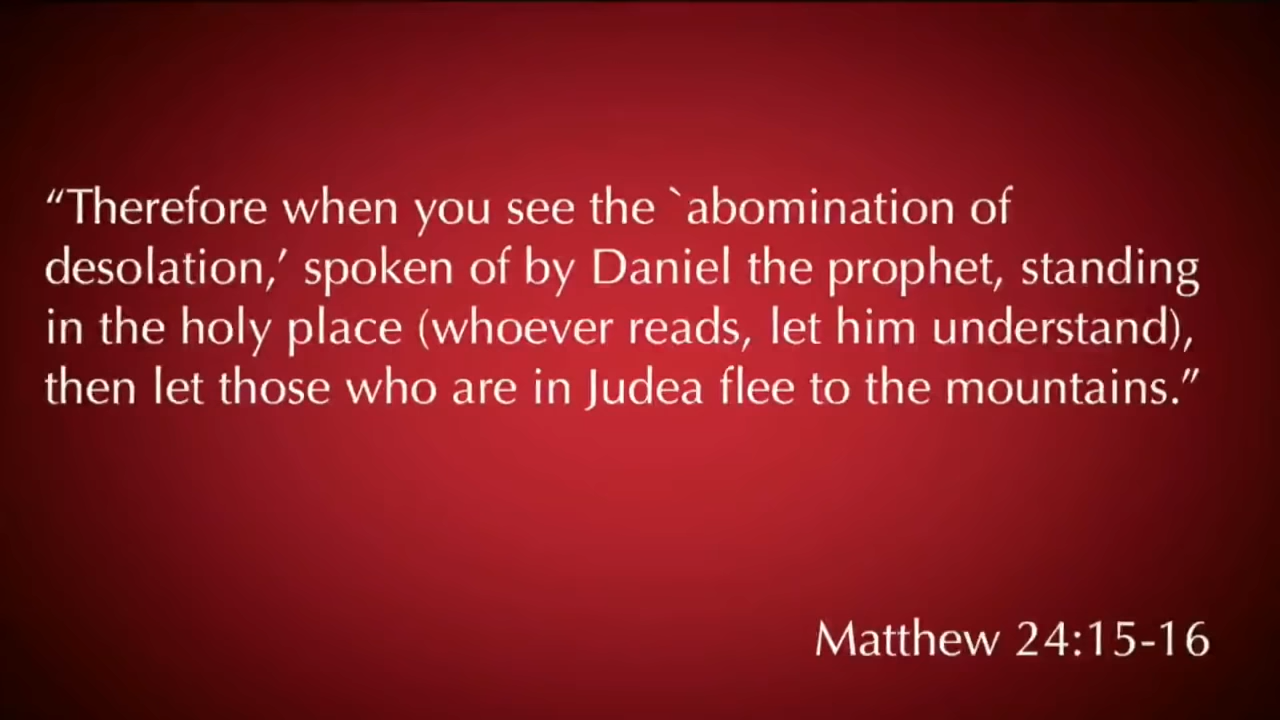 “Therefore when you see the `abomination of
desolation,’ spoken of by Daniel the prophet, standing
in the holy place (whoever reads, let him understand),
then let those who are in Judea flee to the mountains.”
Matthew 24:15-16